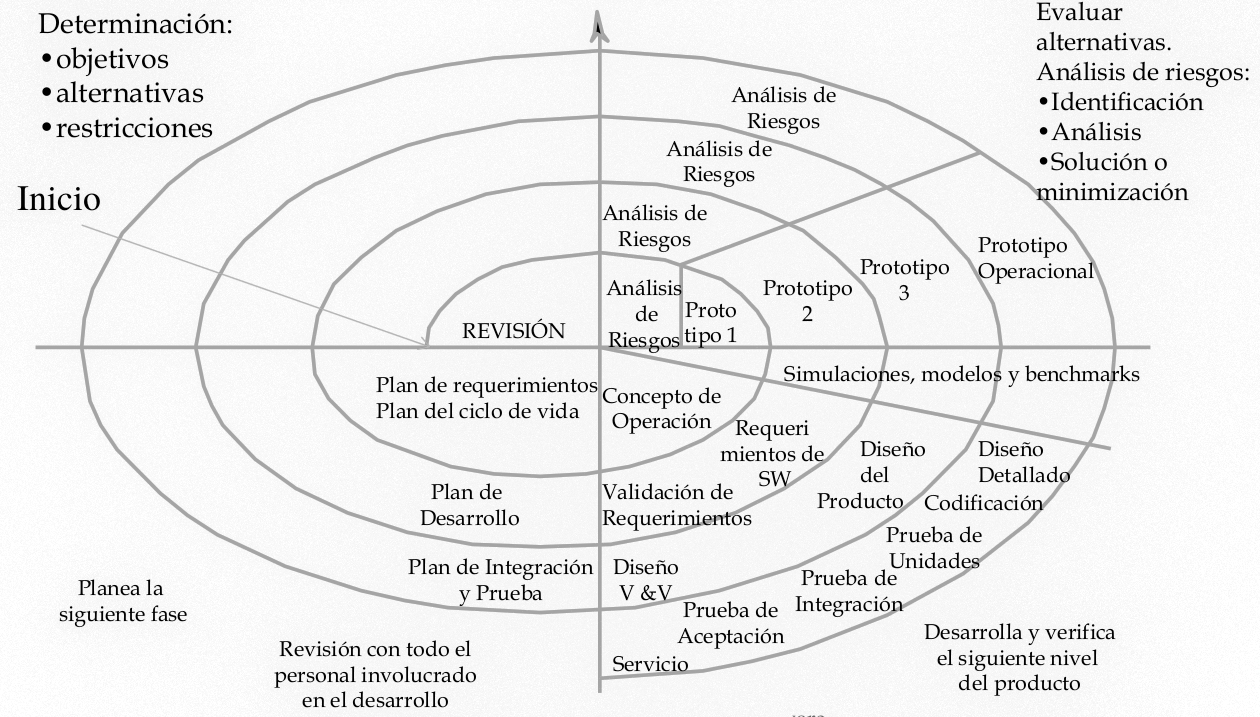 Determinación:
•objetivos
•alternativas
•restricciones
Evaluar
alternativas.
Análisis de riesgos:
•Identificación
•Análisis
•Solución o
minimización
Inicio
Análisis de
Riesgos
Análisis de
Riesgos
Análisis de
Riesgos
Análisis
de
Riesgos
Proto
tipo 1
Prototipo
2
Prototipo
3
Prototipo
Operacional
REVISIÓN
Simulaciones, modelos y benchmarks
Plan de requerimientos
Plan del ciclo de vida
Concepto de
Operación
Requeri
mientos de
SW
Diseño
del
Producto
Diseño
Detallado
Codificación
Plan de
Desarrollo
Validación de
Requerimientos
Prueba de
Unidades
Plan de Integración
y Prueba
Diseño
V &V
Prueba de
Integración
Prueba de
Aceptación
Servicio
Planea la
siguiente fase
Revisión con todo el
personal involucrado
en el desarrollo
Desarrolla y verifica
el siguiente nivel
del producto